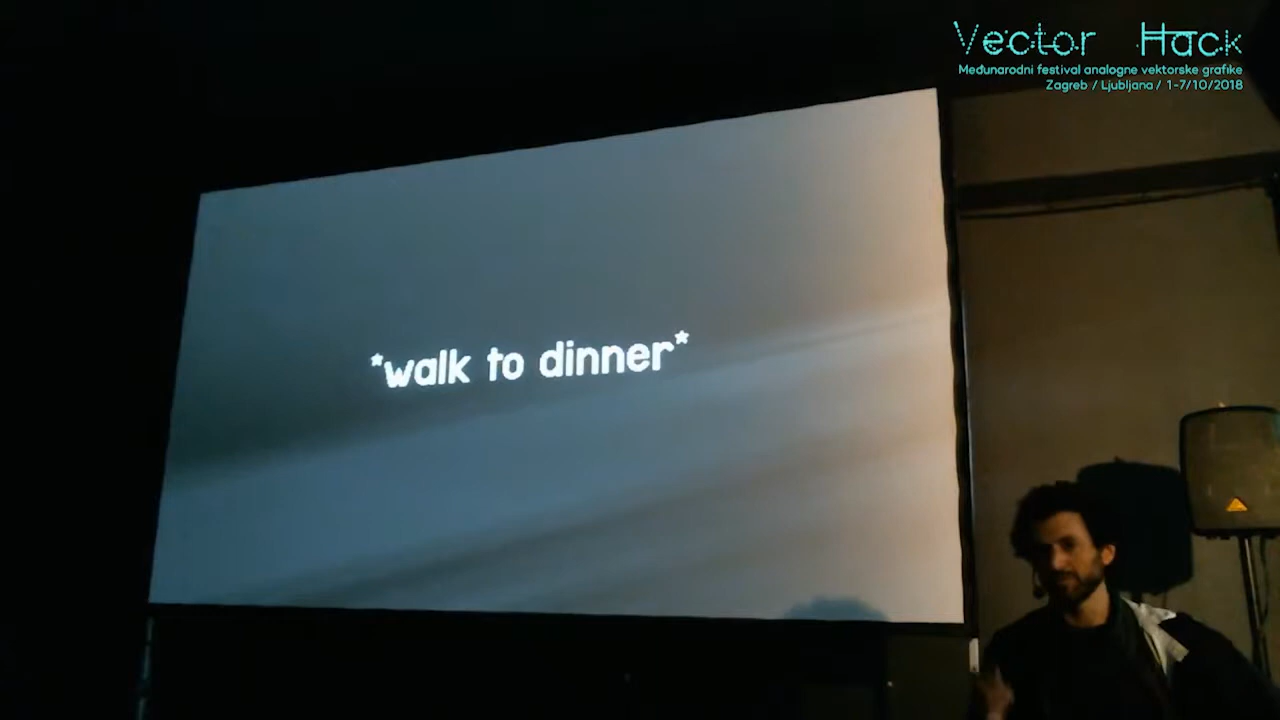 Vector Hack
Međunarodni festival analogne vektorske grafike
Zagreb / Ljubljana / 1-7/10/2018
*walk to dinner*